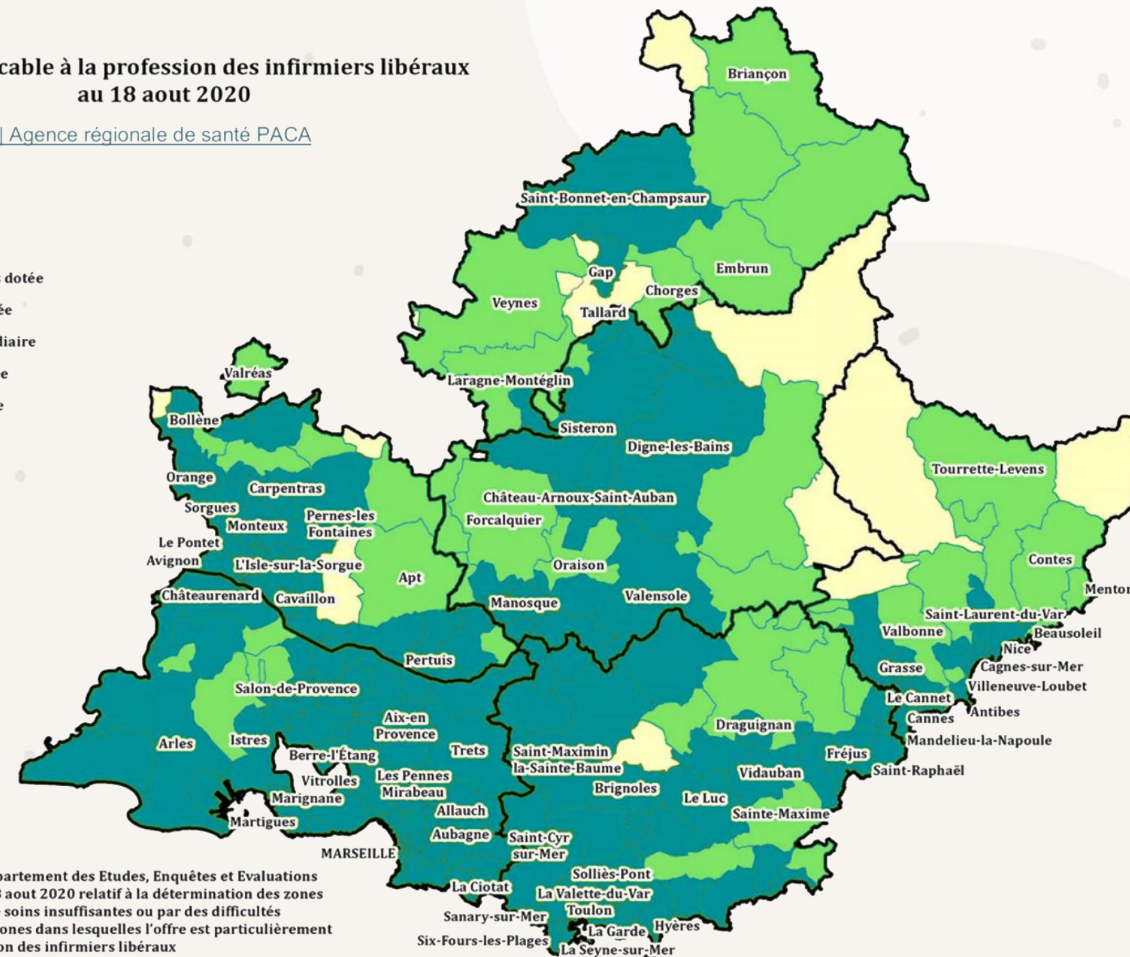 cable à la profession des infirmiers libéraux
au 18 aout 2020
| Agence régionale de santé PACA
Briançon
Saint-Bonnet-en-Champsaur
dotée
Embrun
Gap
Chorges
Veynes
Tallard
ée
diaire
Valréas
Laragne-Montéglin
e
e
Bollène
Sisteron
Digne-les-Bains
Tourrette-Levens
Orange
Carpentras
Château-Arnoux-Saint-Auban
Sorgues
Pernes-les
Fontaines
Forcalquier
Monteux
Le Pontet
Avignon
L'Isle-sur-la-Sorgue
Oraison
Contes
Apt
Menton
Châteaurenard
Cavaillon
Manosque
Valensole
Saint-Laurent-du-Var
Valbonne
Beausoleil
Nice
Pertuis
Grasse
Cagnes-sur-Mer
Villeneuve-Loubet
Salon-de-Provence
Le Cannet
Antibes
Cannes
Aix-en
Provence
Draguignan
Arles
Istres
Mandelieu-la-Napoule
Trets
Saint-Maximin
la-Sainte-Baume
Fréjus
Berre-l'Étang
Saint-Raphaël
Vitrolles
Les Pennes
Mirabeau
Vidauban
Brignoles
Marignane
Le Luc
Allauch
Sainte-Maxime
Martigues
Aubagne
Saint-Cyr
sur-Mer
MARSEILLE
Solliès-Pont
La Ciotat
La Valette-du-Var
Toulon
Sanary-sur-Mer
Hyères
La Garde
Six-Fours-les-Plages
La Seyne-sur-Mer
partement des Etudes, Enquêtes et Evaluations
8 aout 2020 relatif à la détermination des zones
soins insuffisantes ou par des difficultés
ones dans lesquelles l'offre est particulièrement
on des infirmiers libéraux